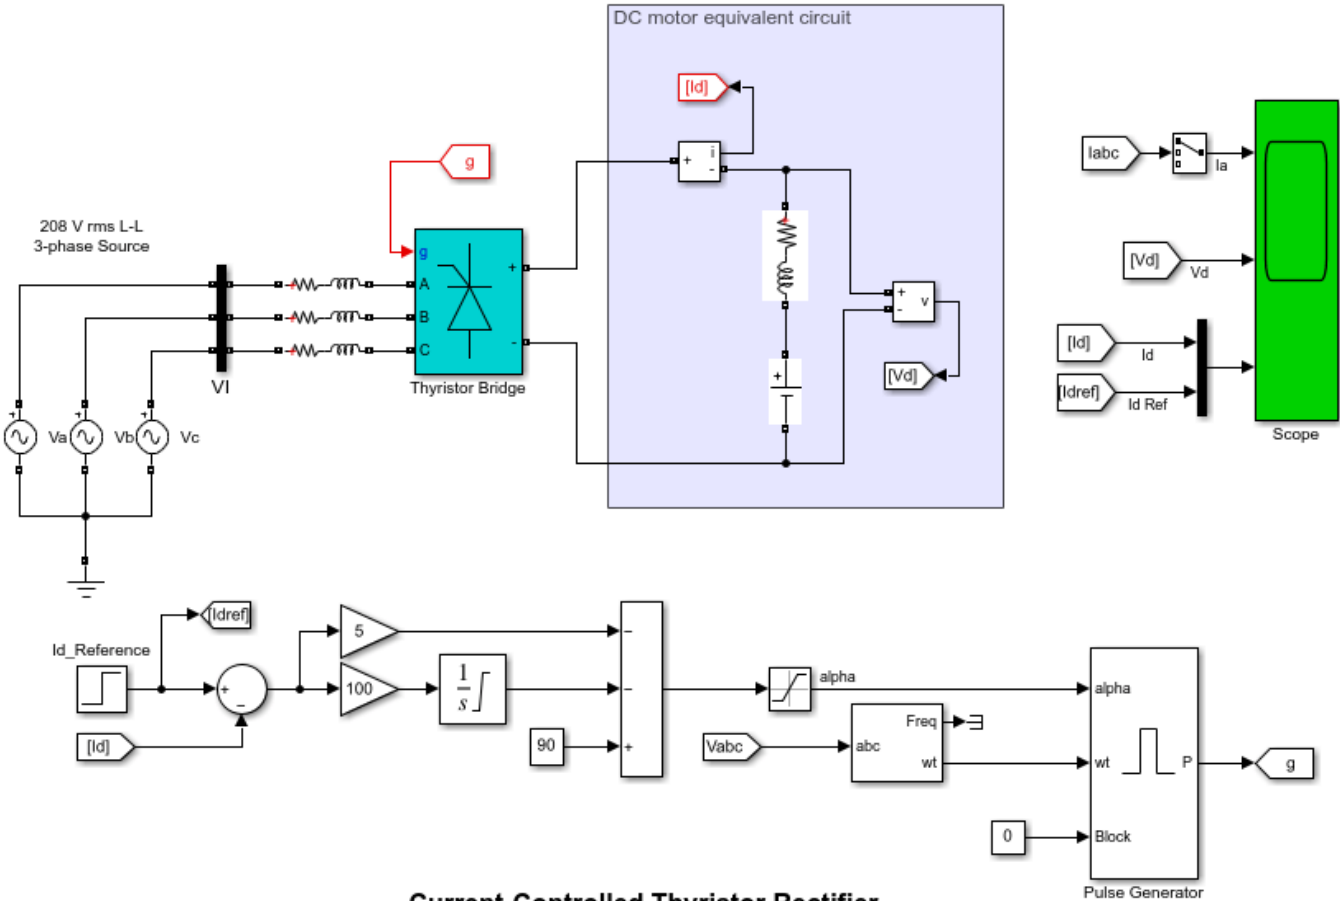 DC motor equivalent circuit
[Id]
i
+
-
g
Iabc
Ia
208 V rms L-L
3-phase Source
g
+
A
B
C
-
VI
Thyristor Bridge
[Vd]
Vd
+
-
v
[Id]
Id
[Vd]
[Idref]
Id Ref
+
Scope
+
Va
+
Vb
+
Vc
[Idref]
Id_Reference
5
+
−
100
1
s
−
−
+
[Id]
90
alpha
Vabc
Freq
abc
wt
alpha
wt
P
Block
g
0
Pulse Generator
Current-Controlled Thyristor Rectifier